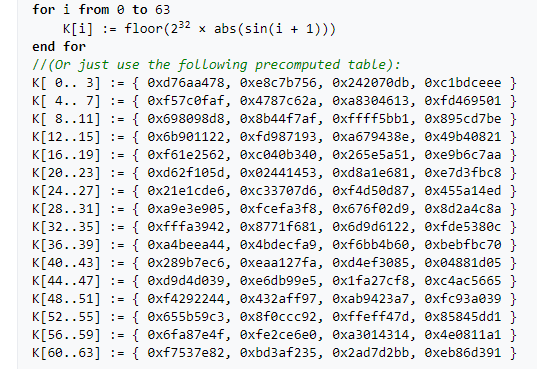 for i from 0 to 63
    K[i] := floor(2³² × abs(sin(i + 1)))
end for
//(Or just use the following precomputed table):
K[ 0.. 3] := { 0xd76aa478, 0xe8c7b756, 0x242070db, 0xc1bdceee }
K[ 4.. 7] := { 0xf57c0faf, 0x4787c62a, 0xa8304613, 0xfd469501 }
K[ 8..11] := { 0x698098d8, 0x8b44f7af, 0xffff5bb1, 0x895cd7be }
K[12..15] := { 0x6b901122, 0xfd987193, 0xa679438e, 0x49b40821 }
K[16..19] := { 0xf61e2562, 0xc040b340, 0x265e5a51, 0xe9b6c7aa }
K[20..23] := { 0xd62f105d, 0x02441453, 0xd8a1e681, 0xe7d3fbc8 }
K[24..27] := { 0x21e1cde6, 0xc33707d6, 0xf4d50d87, 0x455a14ed }
K[28..31] := { 0xa9e3e905, 0xfcefa3f8, 0x676f02d9, 0x8d2a4c8a }
K[32..35] := { 0xfffa3942, 0x8771f681, 0x6d9d6122, 0xfde5380c }
K[36..39] := { 0xa4beea44, 0x4bdecfa9, 0xf6bb4b60, 0xbebfbc70 }
K[40..43] := { 0x289b7ec6, 0xeaa127fa, 0xd4ef3085, 0x04881d05 }
K[44..47] := { 0xd9d4d039, 0xe6db99e5, 0x1fa27cf8, 0xc4ac5665 }
K[48..51] := { 0xf4292244, 0x432aff97, 0xab9423a7, 0xfc93a039 }
K[52..55] := { 0x655b59c3, 0x8f0ccc92, 0xffeff47d, 0x85845dd1 }
K[56..59] := { 0x6fa87e4f, 0xfe2ce6e0, 0xa3014314, 0x4e0811a1 }
K[60..63] := { 0xf7537e82, 0xbd3af235, 0x2ad7d2bb, 0xeb86d391 }